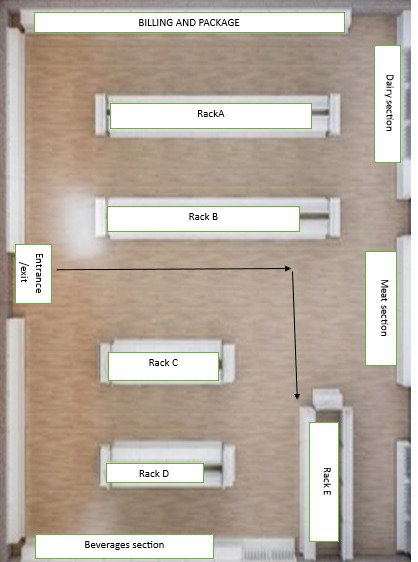 BILLING AND PACKAGE
Dairy section
RackA
Rack B
Entrance
/exit
Meat section
Rack C
Rack D
Rack E
Beverages section